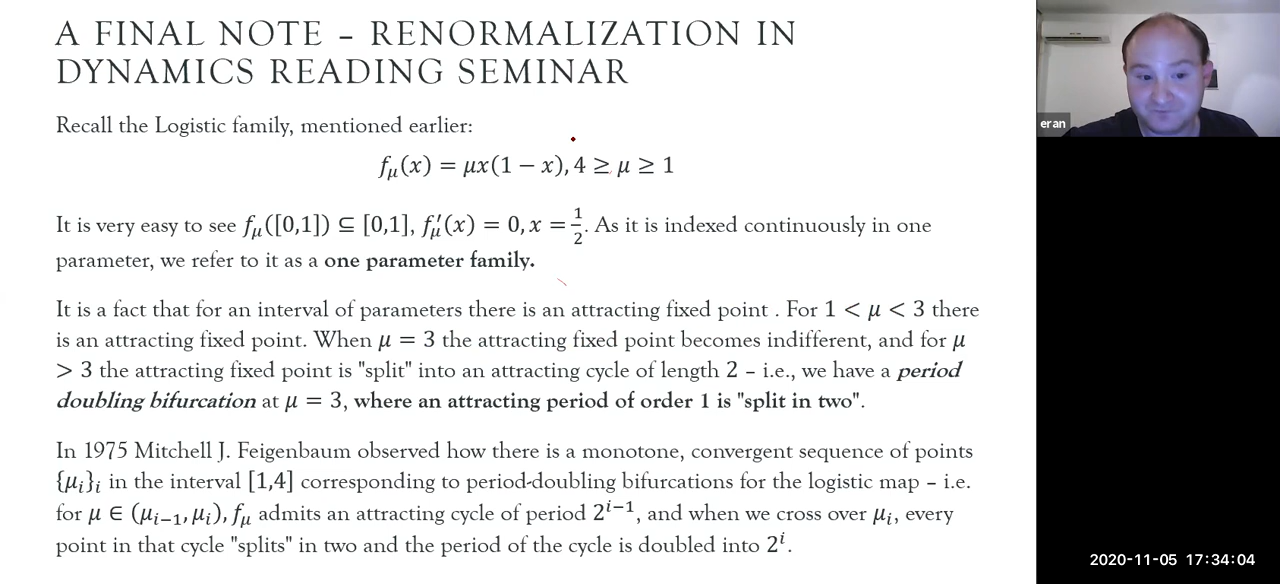 A FINAL NOTE – RENORMALIZATION IN
DYNAMICS READING SEMINAR
Recall the Logistic family, mentioned earlier:
f_μ(x) = μx(1 − x), 4 ≥ μ ≥ 1
It is very easy to see f_μ([0,1]) ⊆ [0,1], f′_μ(x) = 0, x = 1/2. As it is indexed continuously in one
parameter, we refer to it as a one parameter family.
It is a fact that for an interval of parameters there is an attracting fixed point . For 1 < μ < 3 there
is an attracting fixed point. When μ = 3 the attracting fixed point becomes indifferent, and for μ
> 3 the attracting fixed point is "split" into an attracting cycle of length 2 – i.e., we have a period
doubling bifurcation at μ = 3, where an attracting period of order 1 is "split in two".
In 1975 Mitchell J. Feigenbaum observed how there is a monotone, convergent sequence of points
{μ_i}_i in the interval [1,4] corresponding to period-doubling bifurcations for the logistic map – i.e.
for μ ∈ (μ_{i−1}, μ_i), f_μ admits an attracting cycle of period 2^{i−1}, and when we cross over μ_i, every
point in that cycle "splits" in two and the period of the cycle is doubled into 2^i.
eran
2020-11-05 17:34:04